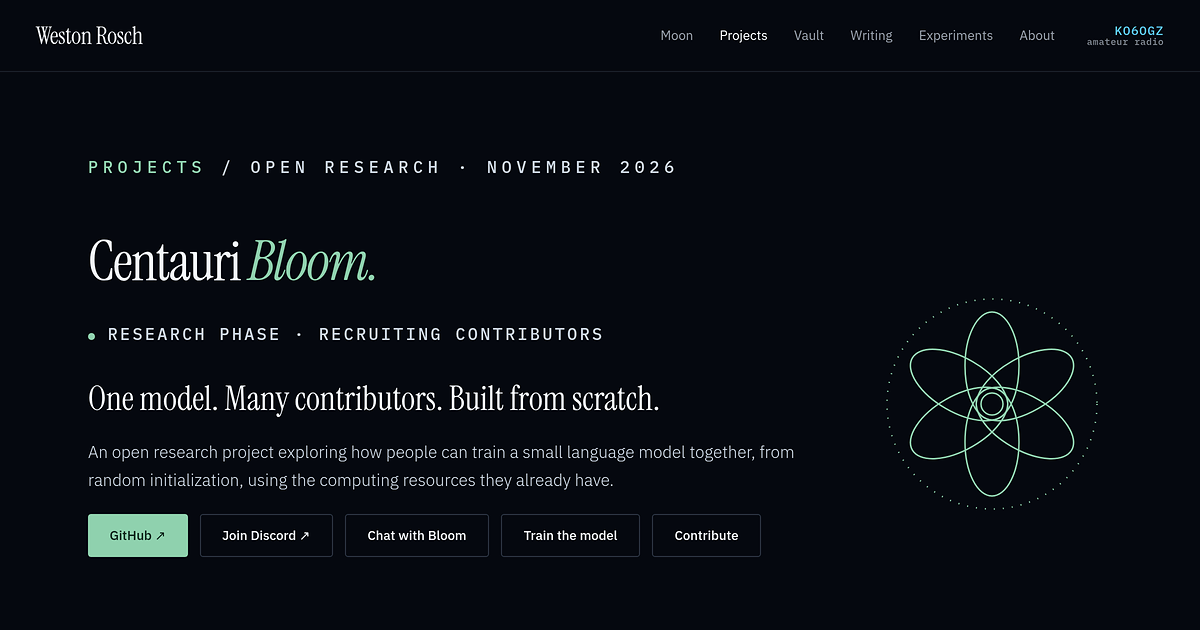 Weston Rosch
Moon Projects Vault Writing Experiments About
KO6OGZ
amateur radio
PROJECTS / OPEN RESEARCH · NOVEMBER 2026
Centauri Bloom.
RESEARCH PHASE · RECRUITING CONTRIBUTORS
One model. Many contributors. Built from scratch.
An open research project exploring how people can train a small language model together, from
random initialization, using the computing resources they already have.
GitHub ↗ Join Discord ↗ Chat with Bloom Train the model Contribute